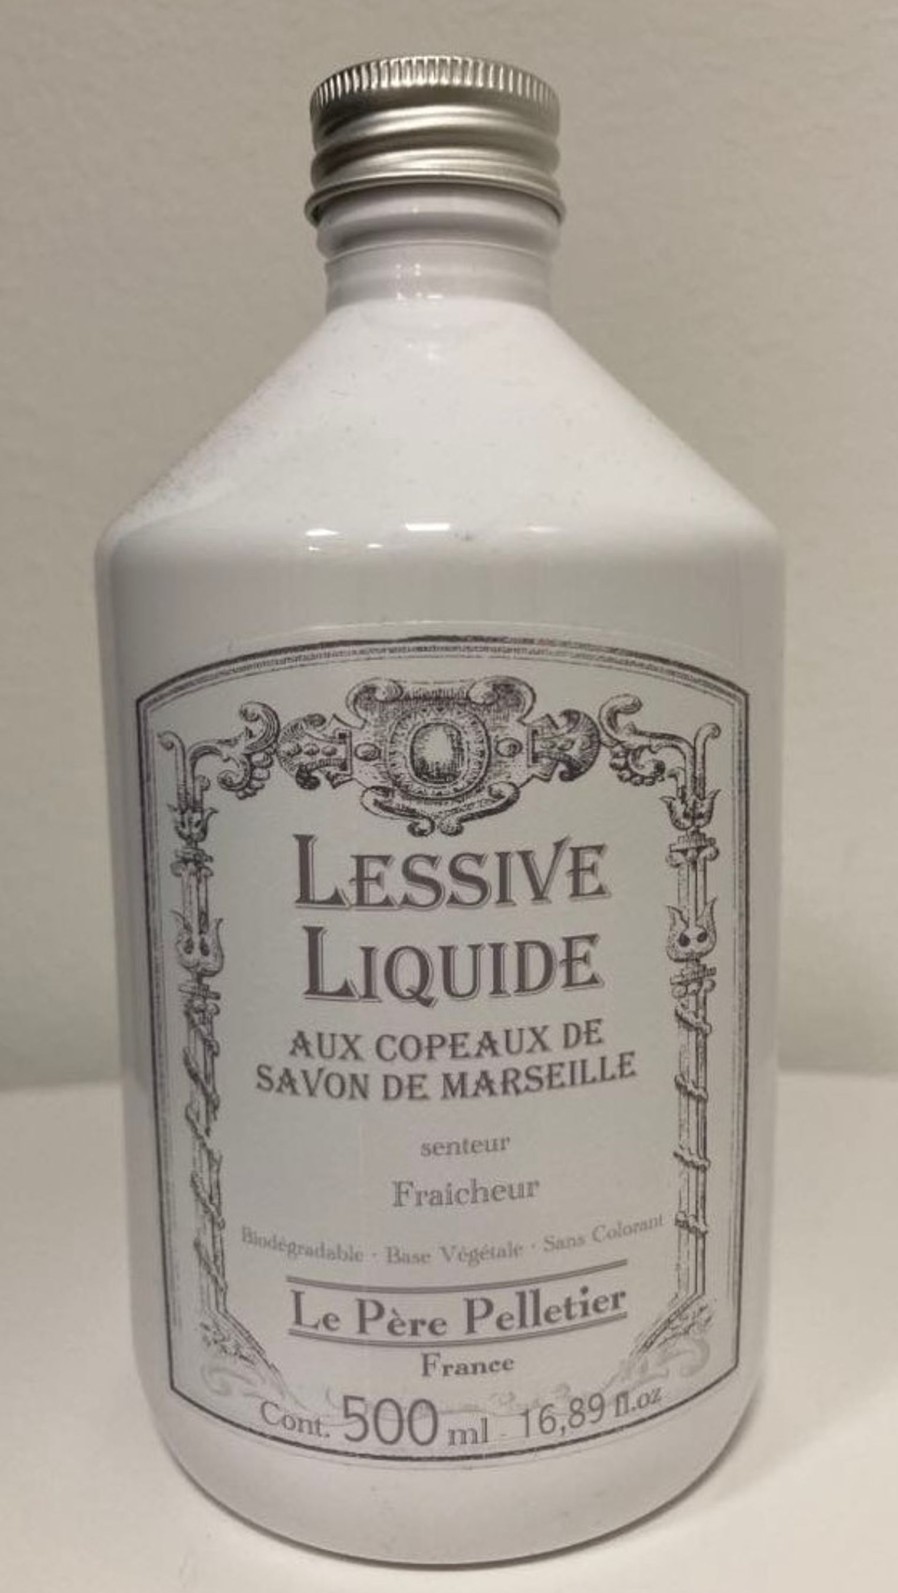 LESSIVE
LIQUIDE
AUX COPEAUX DE
SAVON DE MARSEILLE
senteur
Fraicheur
Biodégradable · Base Végétale · Sans Colorant
Le Père Pelletier
France
Cont. 500 ml - 16,89 fl.oz